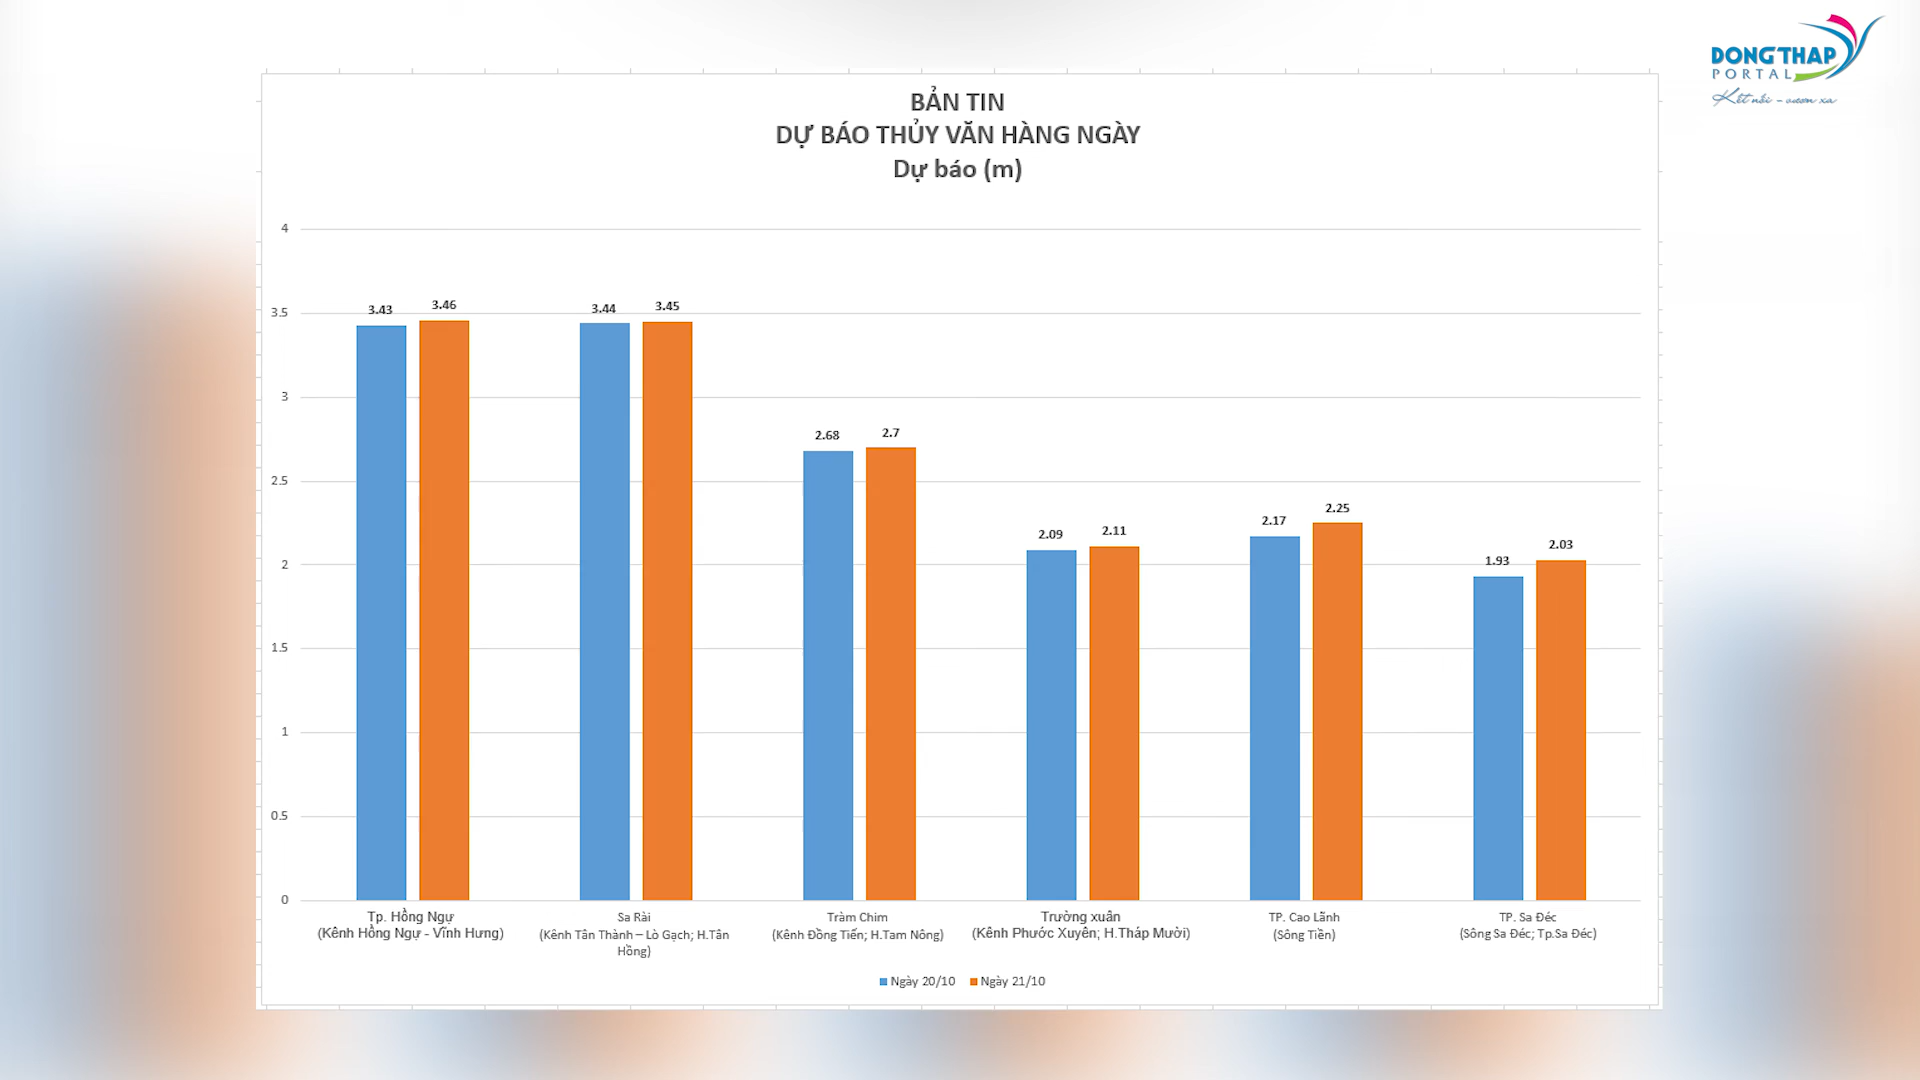 DONG THAP
PORTAL
Kết nối - vươn xa
BẢN TIN
DỰ BÁO THỦY VĂN HÀNG NGÀY
Dự báo (m)
4
3.5
3
2.5
2
1.5
1
0.5
0
3.43
3.46
3.44
3.45
2.68
2.7
2.09
2.11
2.17
2.25
1.93
2.03
Tp. Hồng Ngự
(Kênh Hồng Ngự - Vĩnh Hưng)
Sa Rài
(Kênh Tân Thành – Lò Gạch; H.Tân
Hồng)
Tràm Chim
(Kênh Đồng Tiến; H.Tam Nông)
Trường xuân
(Kênh Phước Xuyên; H.Tháp Mười)
TP. Cao Lãnh
(Sông Tiền)
TP. Sa Đéc
(Sông Sa Đéc; Tp.Sa Đéc)
Ngày 20/10
Ngày 21/10